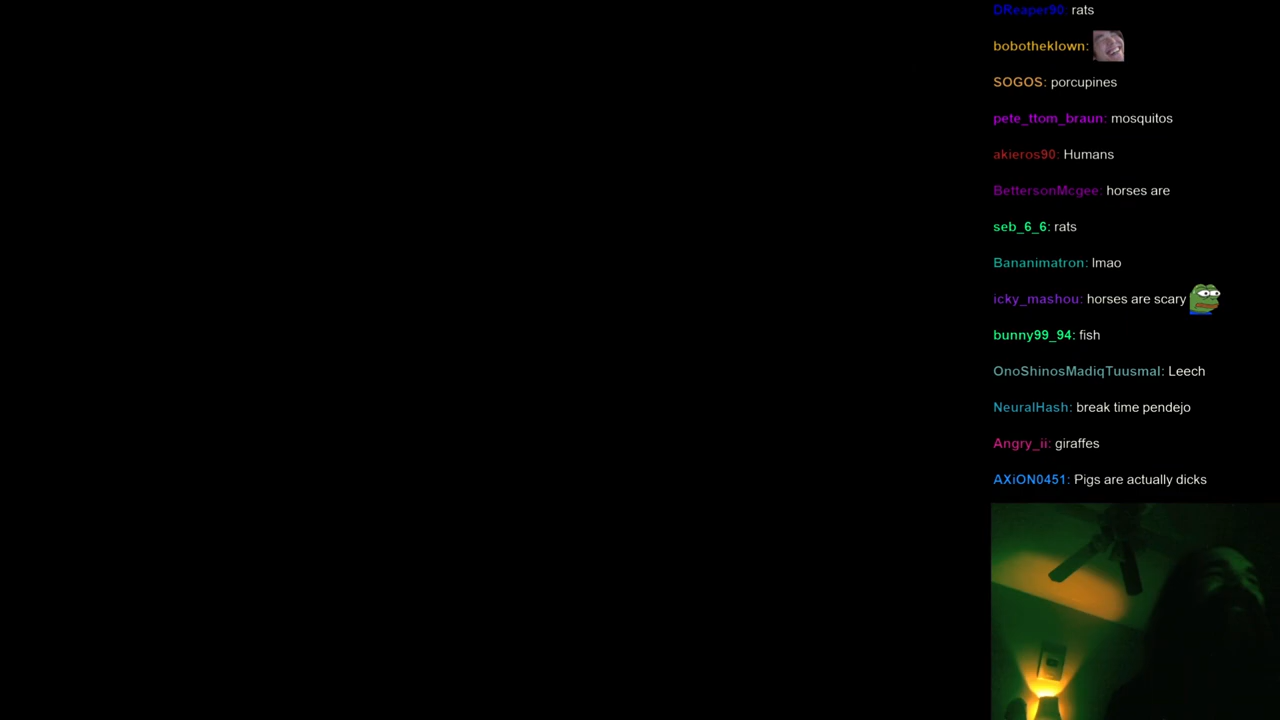 DReaper90: rats
bobotheklown:
SOGOS: porcupines
pete_ttom_braun: mosquitos
akieros90: Humans
BettersonMcgee: horses are
seb_6_6: rats
Bananimatron: lmao
icky_mashou: horses are scary
bunny99_94: fish
OnoShinosMadiqTuusmal: Leech
NeuralHash: break time pendejo
Angry_ii: giraffes
AXiON0451: Pigs are actually dicks